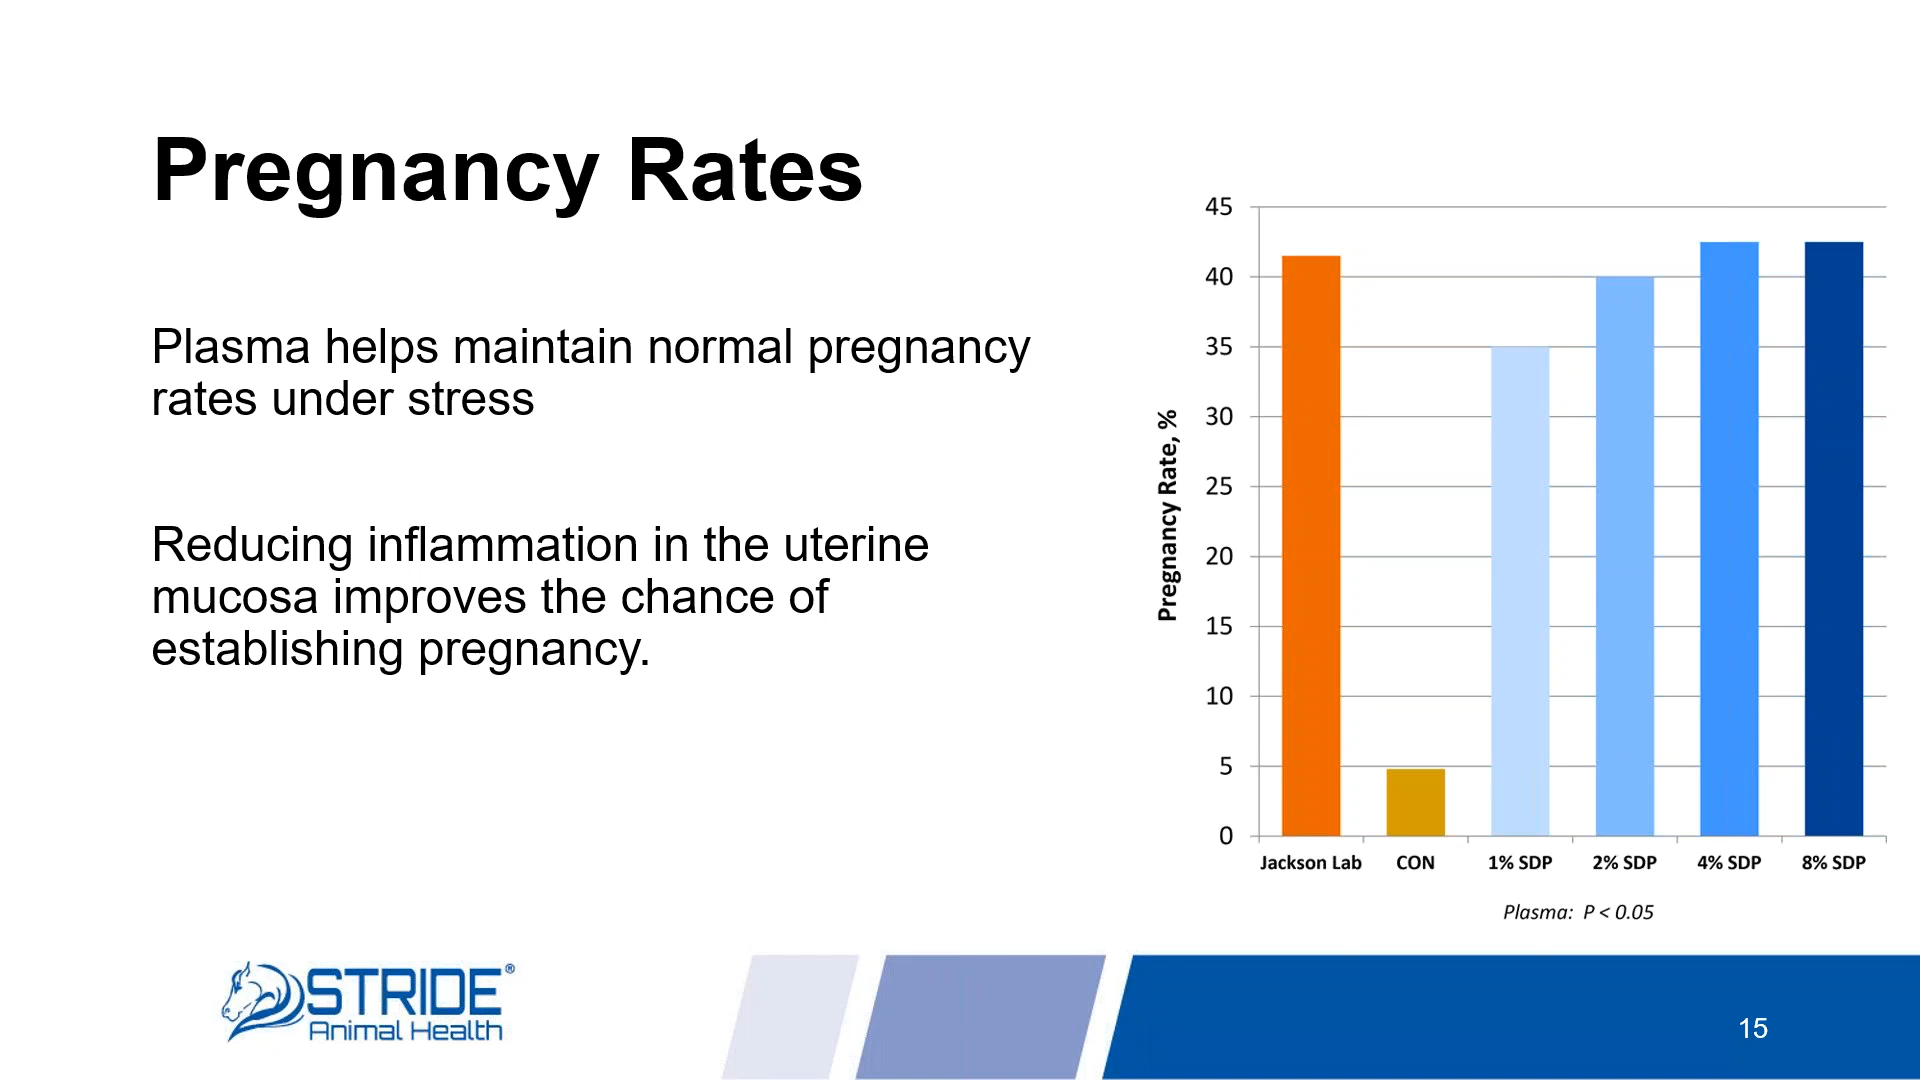 Pregnancy Rates
Plasma helps maintain normal pregnancy
rates under stress
Reducing inflammation in the uterine
mucosa improves the chance of
establishing pregnancy.
Pregnancy Rate, %
45
40
35
30
25
20
15
10
5
0
Jackson Lab CON 1% SDP 2% SDP 4% SDP 8% SDP
Plasma: P < 0.05
STRIDE®
Animal Health
15